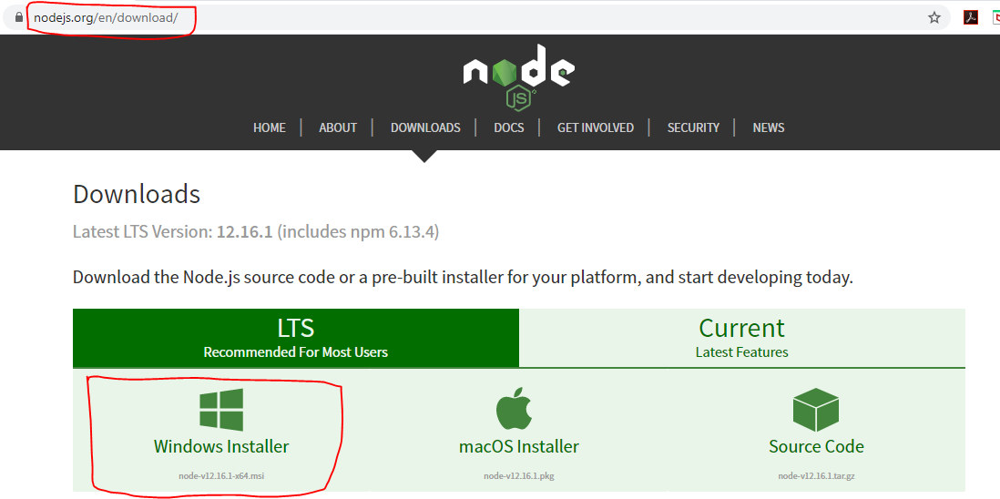 nodejs.org/en/download/
node
JS
HOME | ABOUT | DOWNLOADS | DOCS | GET INVOLVED | SECURITY | NEWS
Downloads
Latest LTS Version: 12.16.1 (includes npm 6.13.4)
Download the Node.js source code or a pre-built installer for your platform, and start developing today.
LTS
Recommended For Most Users
Current
Latest Features
Windows Installer
node-v12.16.1-x64.msi
macOS Installer
node-v12.16.1.pkg
Source Code
node-v12.16.1.tar.gz